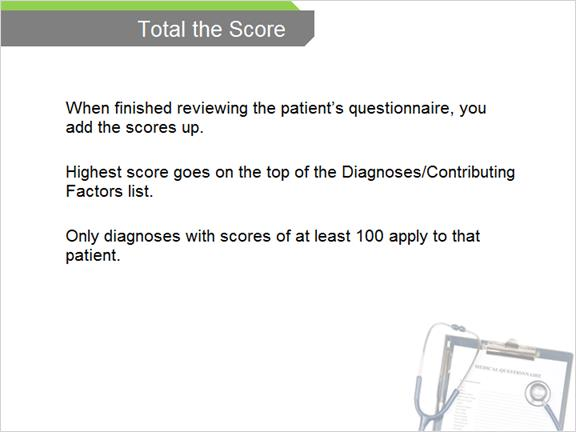 Total the Score
When finished reviewing the patient's questionnaire, you
add the scores up.
Highest score goes on the top of the Diagnoses/Contributing
Factors list.
Only diagnoses with scores of at least 100 apply to that
patient.
MEDICAL QUESTIONNAIRE